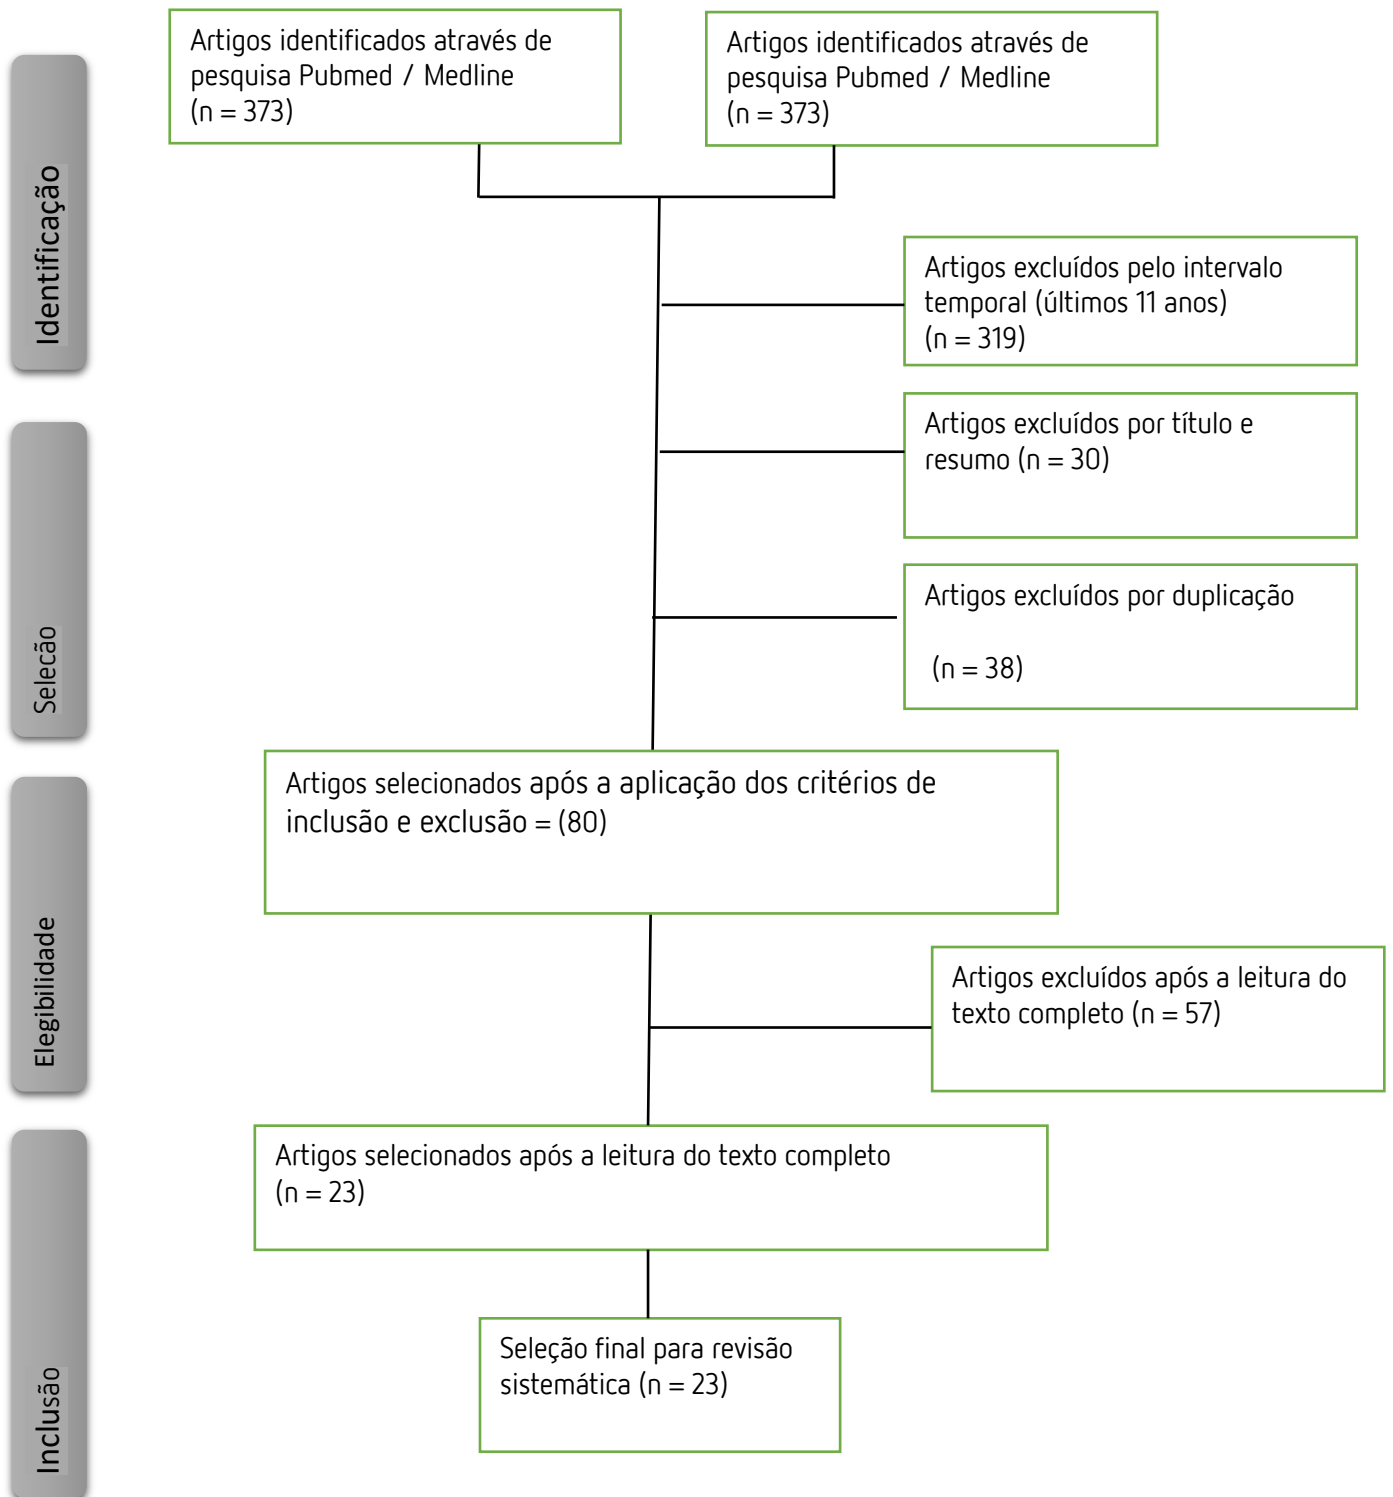 Artigos identificados através de
pesquisa Pubmed / Medline
(n = 373)
Artigos identificados através de
pesquisa Pubmed / Medline
(n = 373)
Identificação
Artigos excluídos pelo intervalo
temporal (últimos 11 anos)
(n = 319)
Artigos excluídos por título e
resumo (n = 30)
Selecão
Artigos excluídos por duplicação
(n = 38)
Artigos selecionados após a aplicação dos critérios de
inclusão e exclusão = (80)
Elegibilidade
Artigos excluídos após a leitura do
texto completo (n = 57)
Artigos selecionados após a leitura do texto completo
(n = 23)
Inclusão
Seleção final para revisão
sistemática (n = 23)